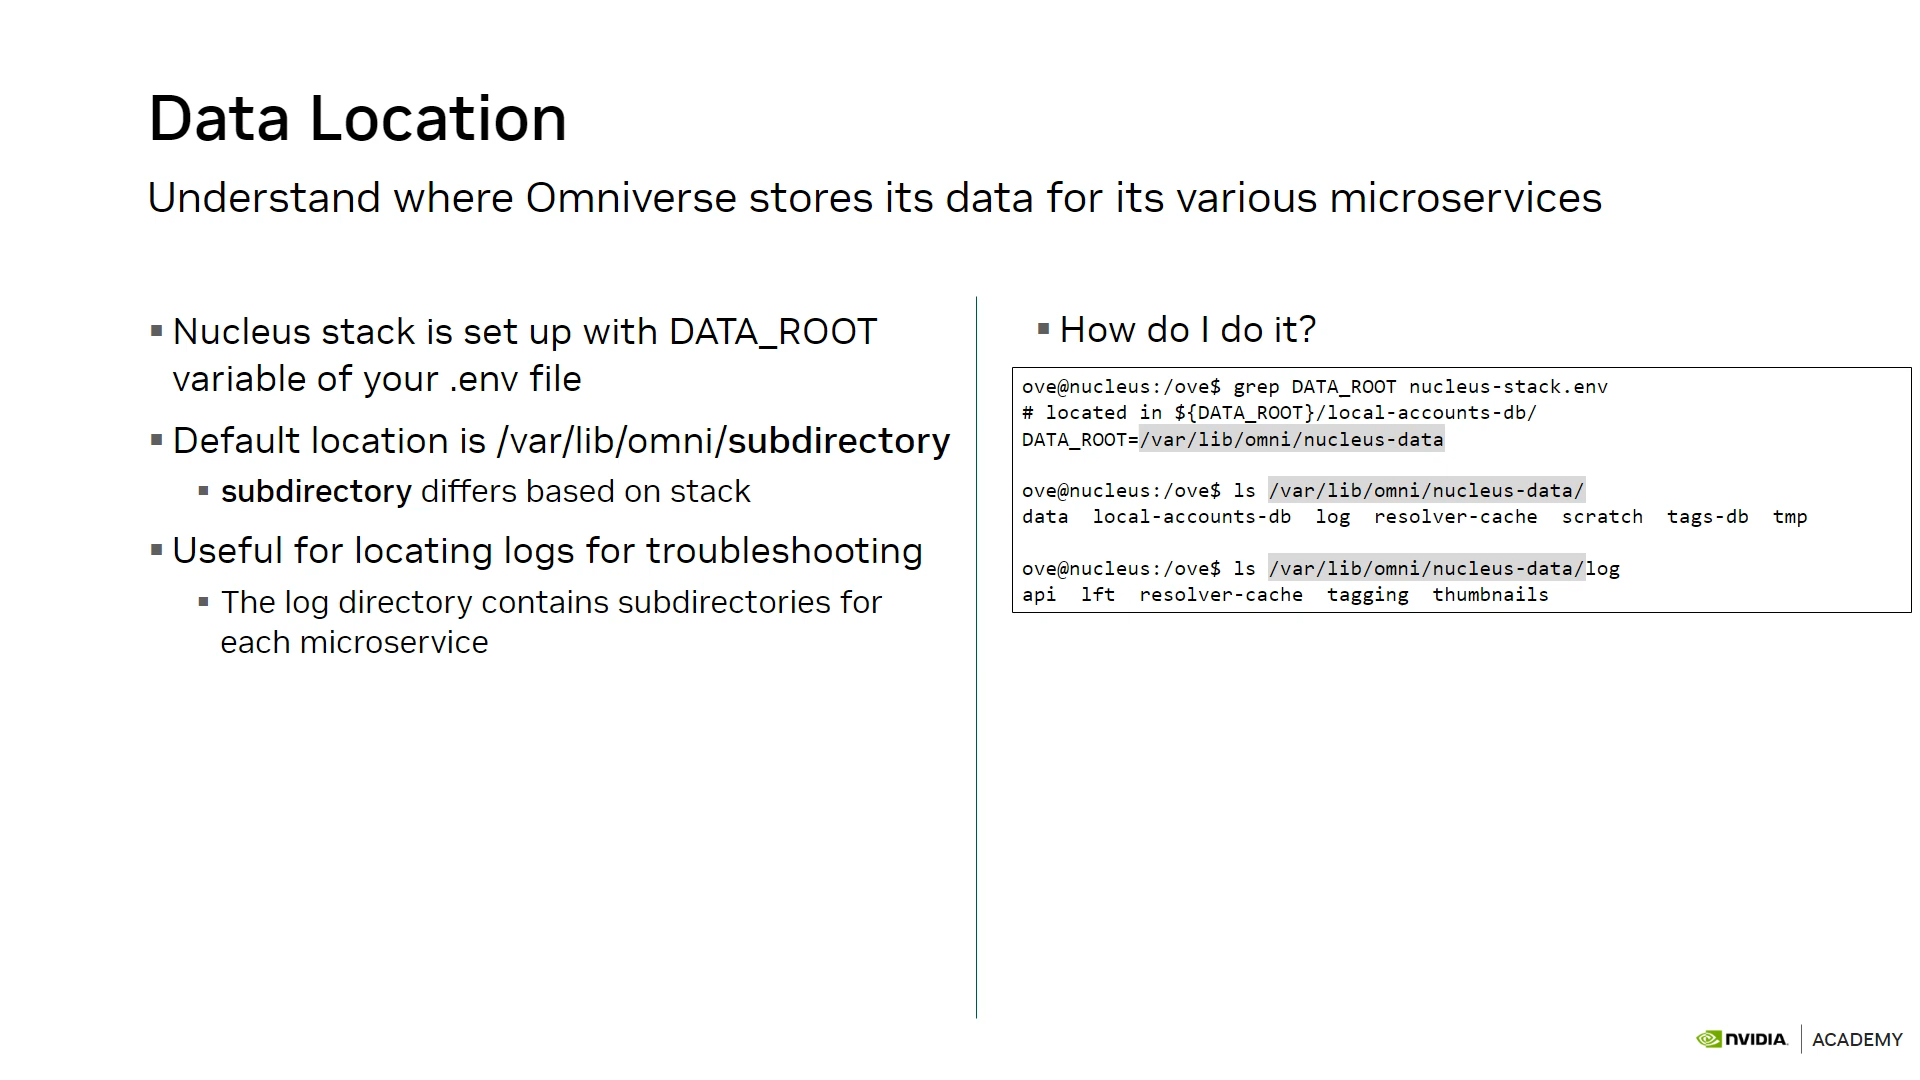 Data Location
Understand where Omniverse stores its data for its various microservices
▪ Nucleus stack is set up with DATA_ROOT
variable of your .env file
▪ Default location is /var/lib/omni/subdirectory
▪ subdirectory differs based on stack
▪ Useful for locating logs for troubleshooting
▪ The log directory contains subdirectories for
each microservice
▪ How do I do it?
ove@nucleus:/ove$ grep DATA_ROOT nucleus-stack.env
# located in ${DATA_ROOT}/local-accounts-db/
DATA_ROOT=/var/lib/omni/nucleus-data
ove@nucleus:/ove$ ls /var/lib/omni/nucleus-data/
data  local-accounts-db  log  resolver-cache  scratch  tags-db  tmp
ove@nucleus:/ove$ ls /var/lib/omni/nucleus-data/log
api  lft  resolver-cache  tagging  thumbnails
NVIDIA. | ACADEMY